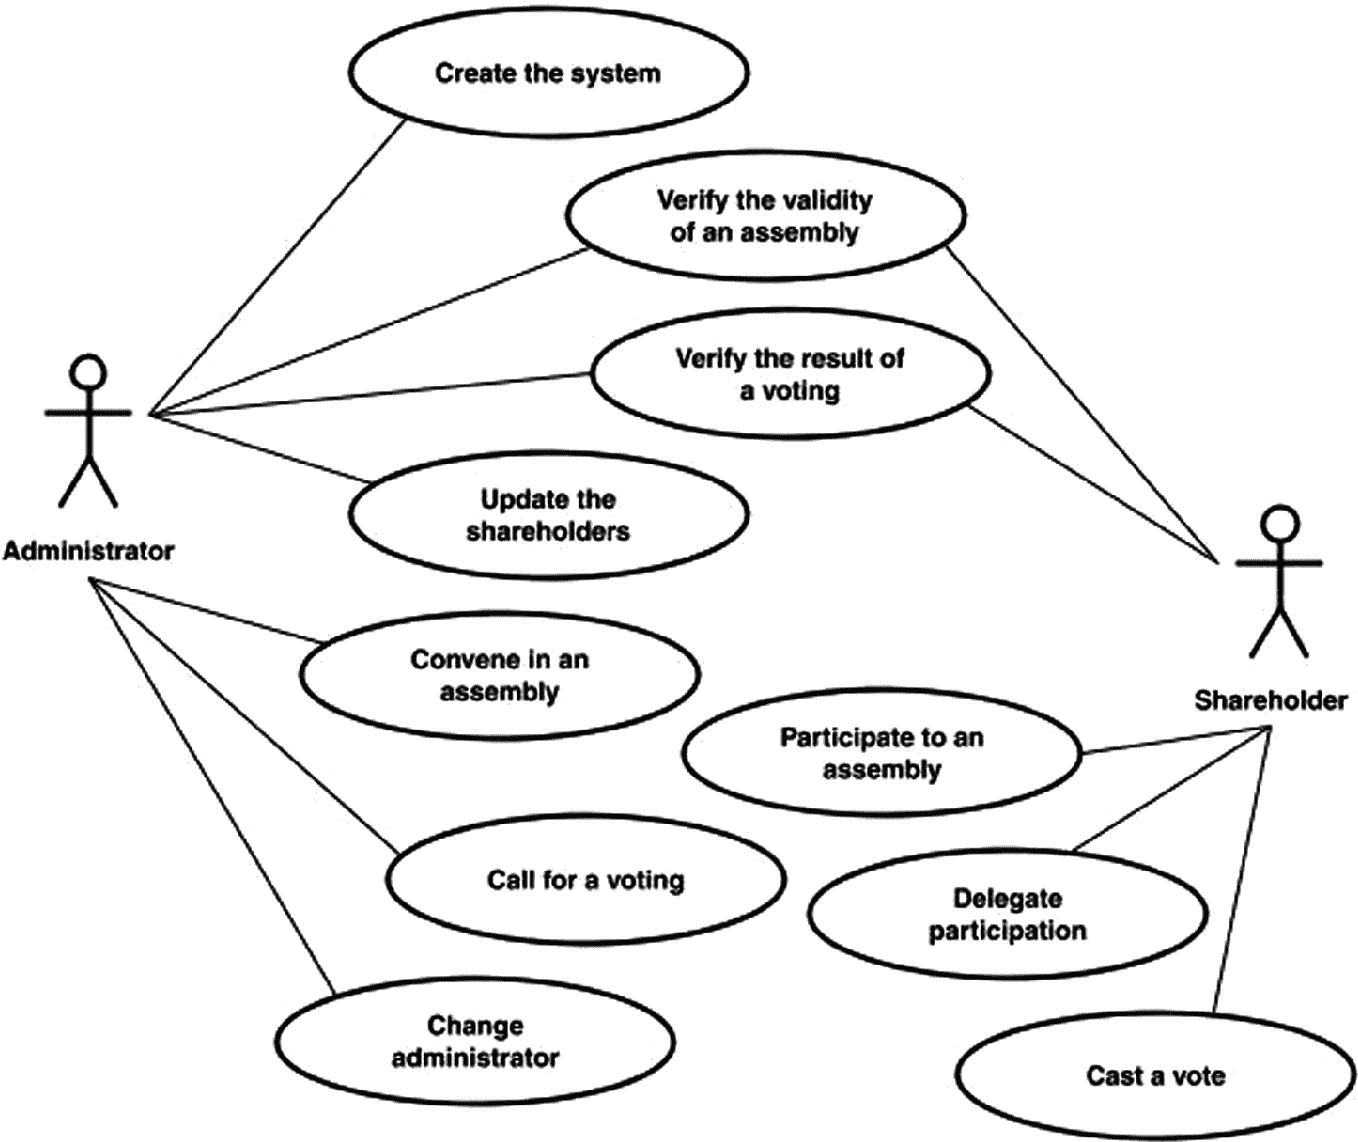 Create the system
Verify the validity
of an assembly
Verify the result of
a voting
Update the
shareholders
Administrator
Convene in an
assembly
Shareholder
Participate to an
assembly
Call for a voting
Delegate
participation
Change
administrator
Cast a vote